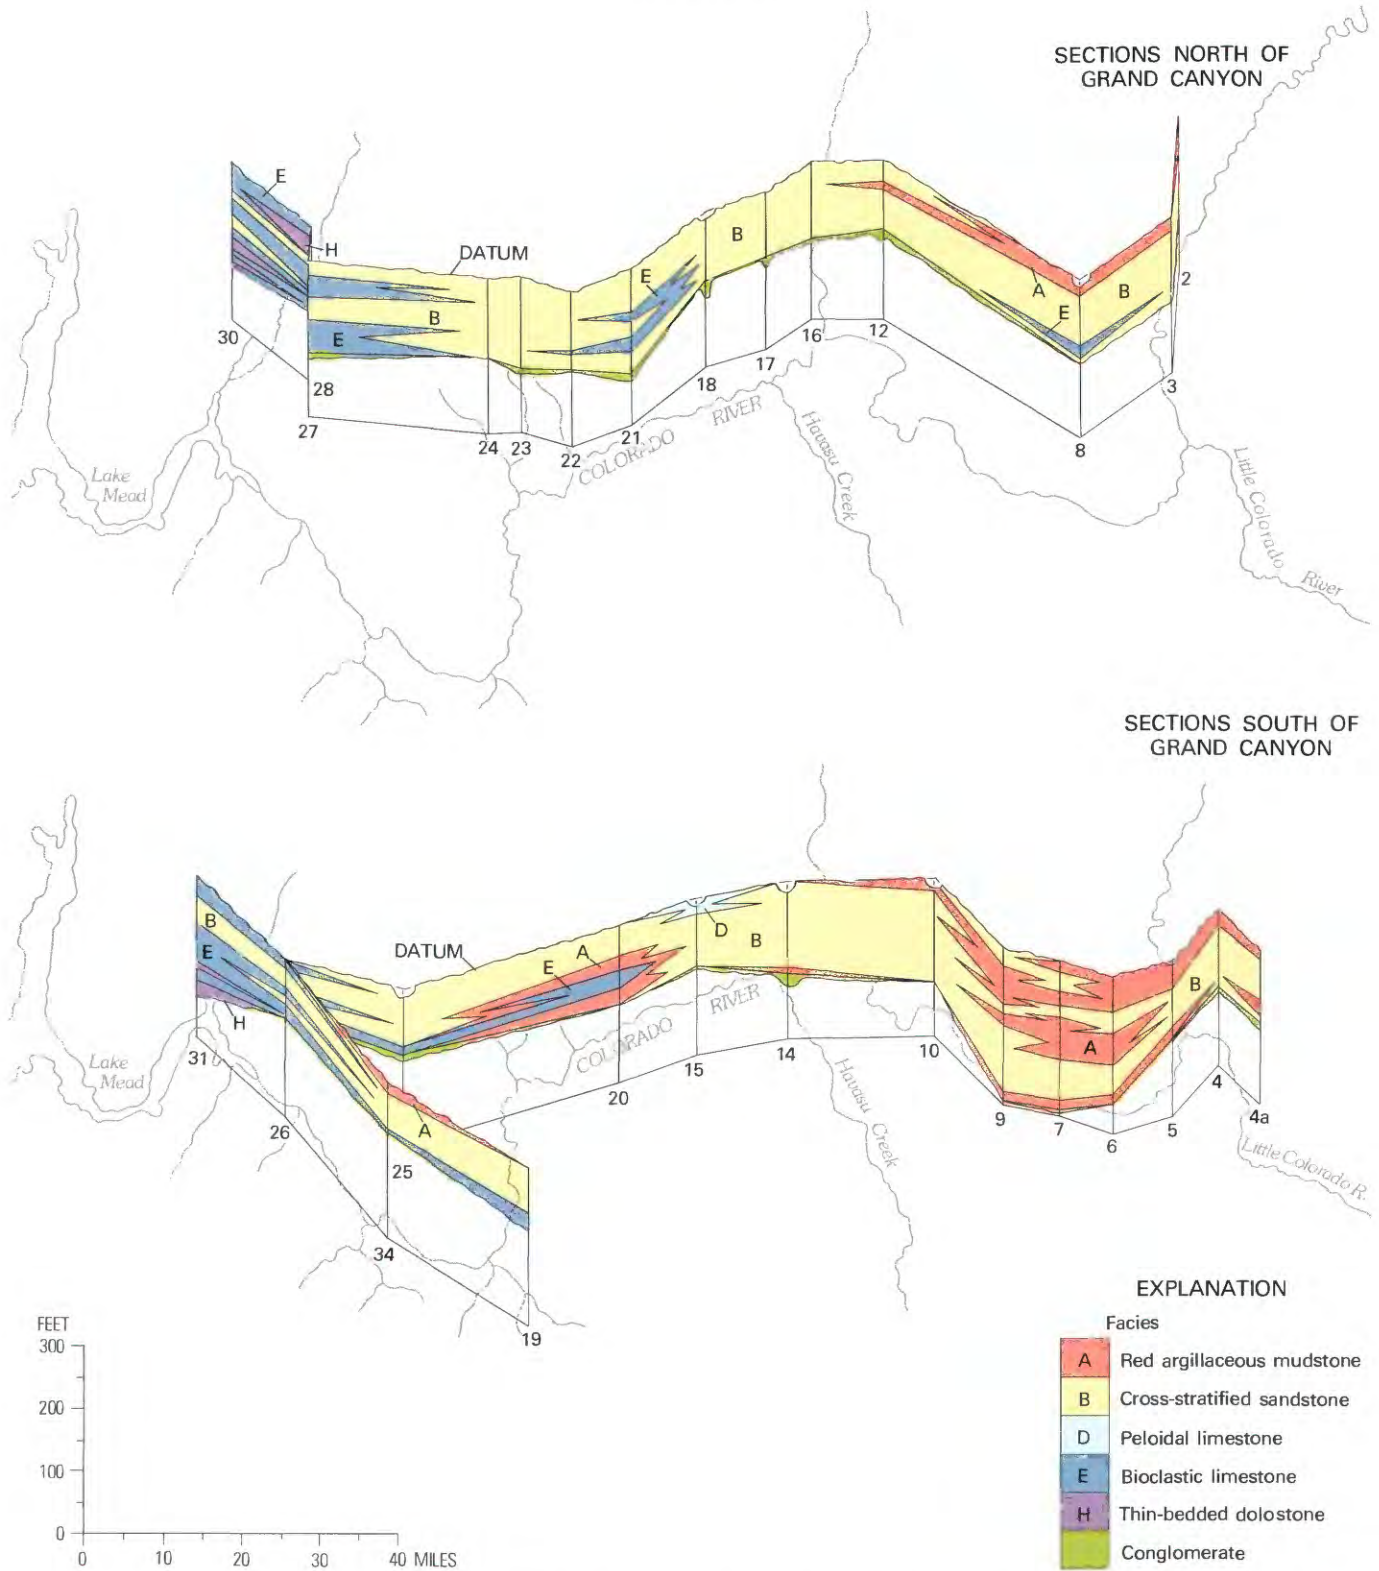 SECTIONS NORTH OF
GRAND CANYON
E
H
DATUM
B
E
B
E
A
B
E
2
30
28
27
24
23
22
21
18
17
16
12
8
3
COLORADO RIVER
Havasu Creek
Little Colorado River
Lake
Mead
SECTIONS SOUTH OF
GRAND CANYON
B
E
H
DATUM
A
E
D
B
A
B
A
31
26
25
34
19
20
15
14
10
9
7
6
5
4
4a
COLORADO RIVER
Havasu Creek
Little Colorado R.
Lake
Mead
FEET
300
200
100
0
0 10 20 30 40 MILES
EXPLANATION
Facies
A Red argillaceous mudstone
B Cross-stratified sandstone
D Peloidal limestone
E Bioclastic limestone
H Thin-bedded dolostone
Conglomerate